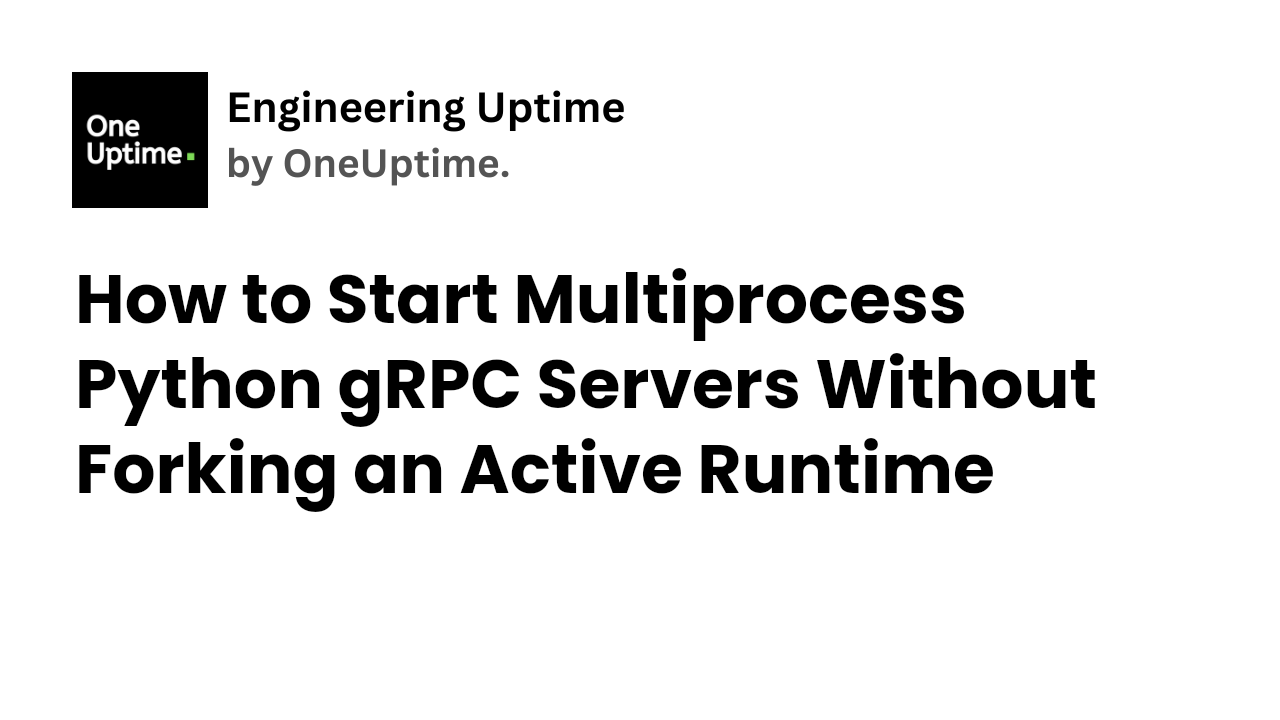 One
Uptime.
Engineering Uptime
by OneUptime.
How to Start Multiprocess
Python gRPC Servers Without
Forking an Active Runtime